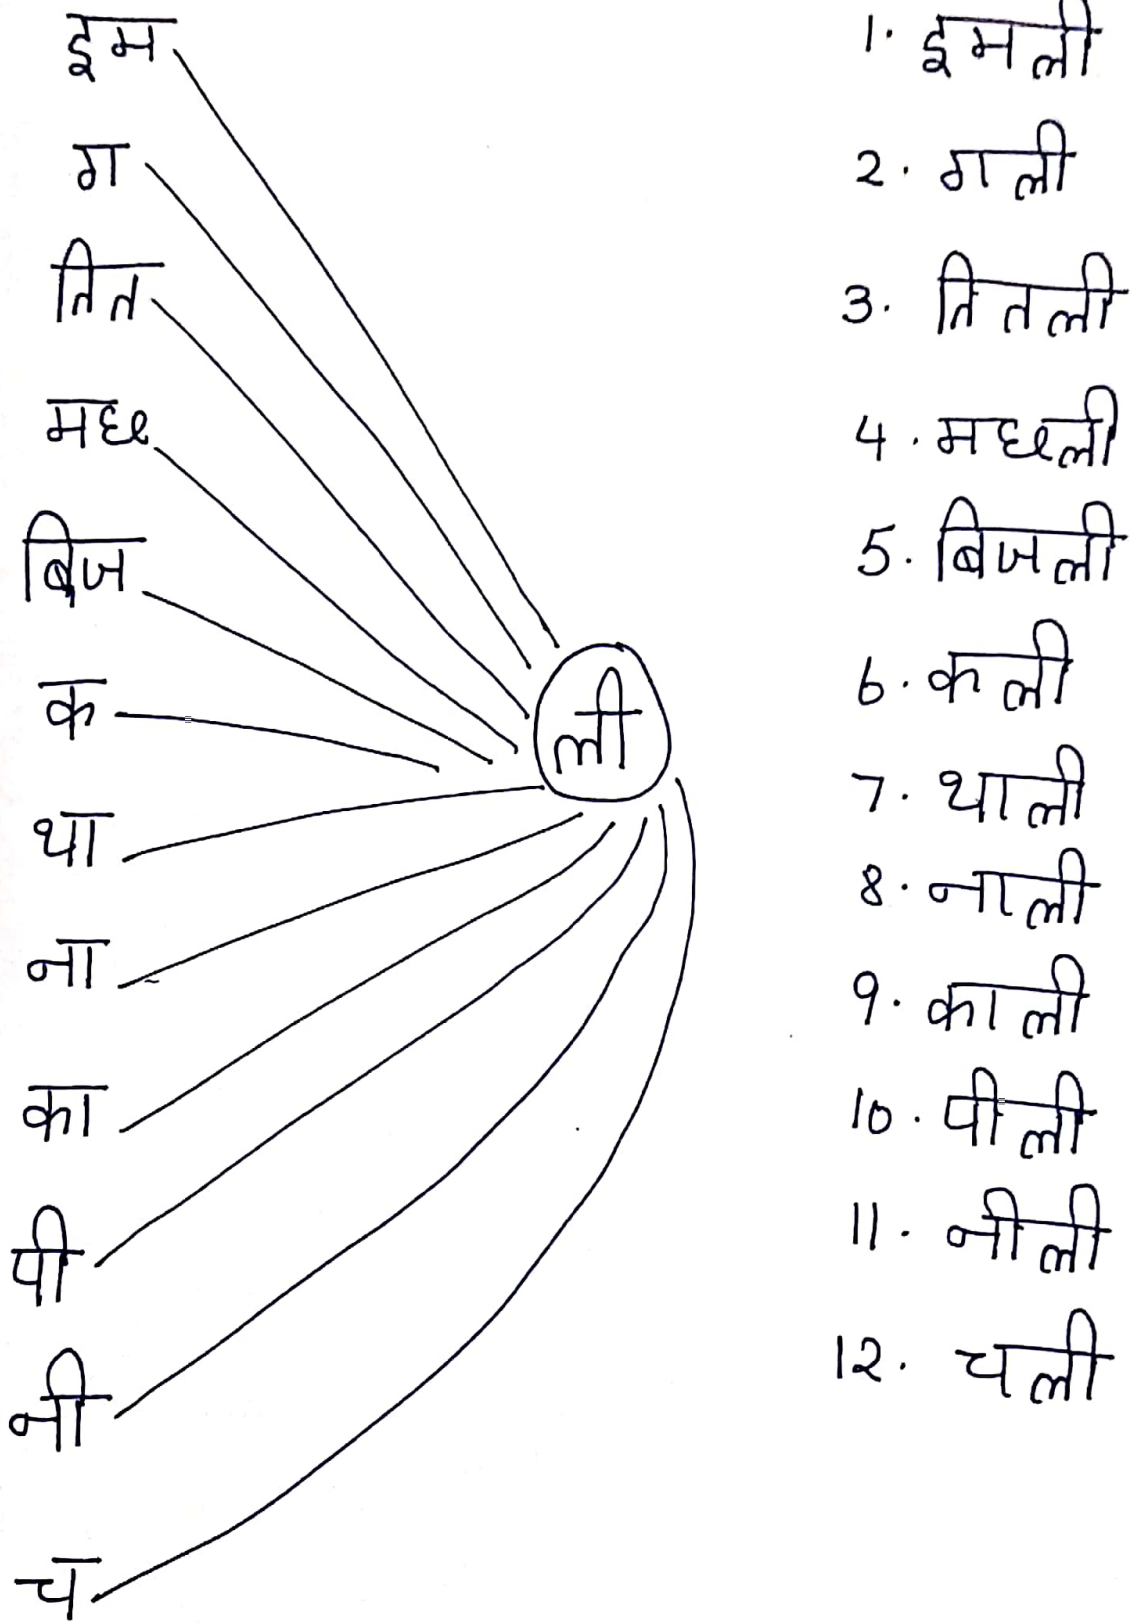 इम
ग
तित
मछ
बिज
क
था
ना
का
पी
नी
च
ली
1. इमली
2. गली
3. तितली
4. मछली
5. बिजली
6. कली
7. थाली
8. नाली
9. काली
10. पीली
11. नीली
12. चली